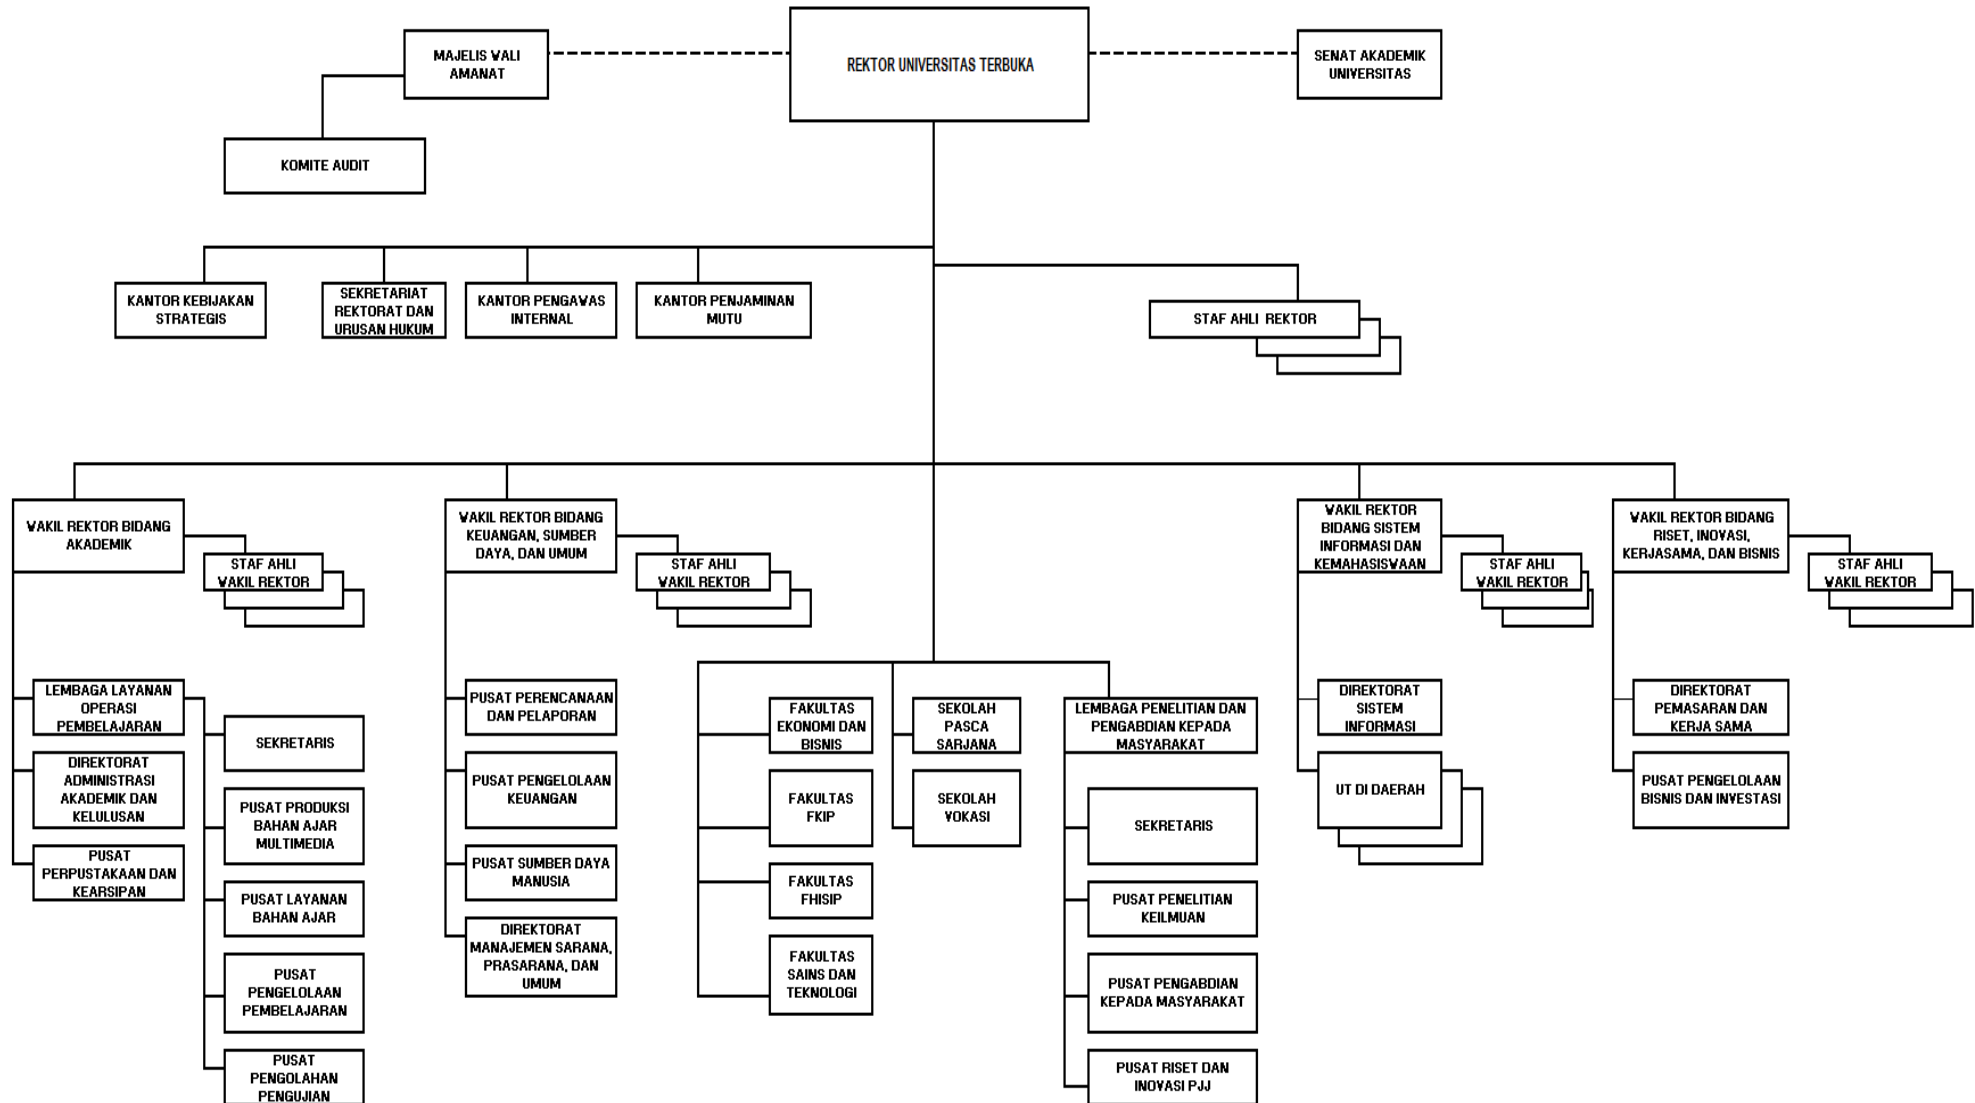 MAJELIS WALI
AMANAT
REKTOR UNIVERSITAS TERBUKA
SENAT AKADEMIK
UNIVERSITAS
KOMITE AUDIT
KANTOR KEBIJAKAN
STRATEGIS
SEKRETARIAT
REKTORAT DAN
URUSAN HUKUM
KANTOR PENGAWAS
INTERNAL
KANTOR PENJAMINAN
MUTU
STAF AHLI REKTOR
WAKIL REKTOR BIDANG
AKADEMIK
STAF AHLI
WAKIL REKTOR
WAKIL REKTOR BIDANG
KEUANGAN, SUMBER
DAYA, DAN UMUM
STAF AHLI
WAKIL REKTOR
WAKIL REKTOR
BIDANG SISTEM
INFORMASI DAN
KEMAHASISWAAN
STAF AHLI
WAKIL REKTOR
WAKIL REKTOR BIDANG
RISET, INOVASI,
KERJASAMA, DAN BISNIS
STAF AHLI
WAKIL REKTOR
LEMBAGA LAYANAN
OPERASI
PEMBELAJARAN
DIREKTORAT
ADMINISTRASI
AKADEMIK DAN
KELULUSAN
PUSAT
PERPUSTAKAAN DAN
KEARSIPAN
SEKRETARIS
PUSAT PRODUKSI
BAHAN AJAR
MULTIMEDIA
PUSAT LAYANAN
BAHAN AJAR
PUSAT
PENGELOLAAN
PEMBELAJARAN
PUSAT
PENGOLAHAN
PENGUJIAN
PUSAT PERENCANAAN
DAN PELAPORAN
PUSAT PENGELOLAAN
KEUANGAN
PUSAT SUMBER DAYA
MANUSIA
DIREKTORAT
MANAJEMEN SARANA,
PRASARANA, DAN
UMUM
FAKULTAS
EKONOMI DAN
BISNIS
FAKULTAS
FKIP
FAKULTAS
FHISIP
FAKULTAS
SAINS DAN
TEKNOLOGI
SEKOLAH
PASCA
SARJANA
SEKOLAH
VOKASI
LEMBAGA PENELITIAN DAN
PENGABDIAN KEPADA
MASYARAKAT
SEKRETARIS
PUSAT PENELITIAN
KEILMUAN
PUSAT PENGABDIAN
KEPADA MASYARAKAT
PUSAT RISET DAN
INOVASI PJJ
DIREKTORAT
SISTEM
INFORMASI
UT DI DAERAH
DIREKTORAT
PEMASARAN DAN
KERJA SAMA
PUSAT PENGELOLAAN
BISNIS DAN INVESTASI